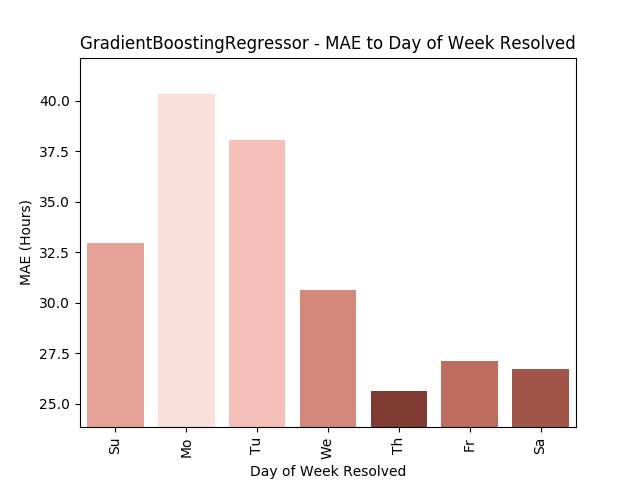 GradientBoostingRegressor - MAE to Day of Week Resolved
MAE (Hours)
40.0
37.5
35.0
32.5
30.0
27.5
25.0
Su Mo Tu We Th Fr Sa
Day of Week Resolved